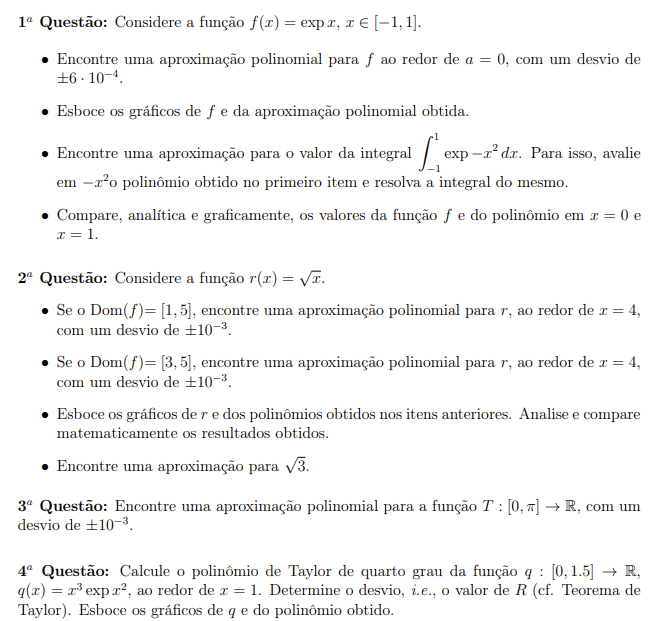 1ª Questão: Considere a função f(x) = exp x, x ∈ [−1, 1].
• Encontre uma aproximação polinomial para f ao redor de a = 0, com um desvio de
±6 · 10⁻⁴.
• Esboce os gráficos de f e da aproximação polinomial obtida.
• Encontre uma aproximação para o valor da integral ∫₋₁¹ exp −x² dx. Para isso, avalie
em −x²o polinômio obtido no primeiro item e resolva a integral do mesmo.
• Compare, analítica e graficamente, os valores da função f e do polinômio em x = 0 e
x = 1.
2ª Questão: Considere a função r(x) = √x.
• Se o Dom(f)= [1, 5], encontre uma aproximação polinomial para r, ao redor de x = 4,
com um desvio de ±10⁻³.
• Se o Dom(f)= [3, 5], encontre uma aproximação polinomial para r, ao redor de x = 4,
com um desvio de ±10⁻³.
• Esboce os gráficos de r e dos polinômios obtidos nos itens anteriores. Analise e compare
matematicamente os resultados obtidos.
• Encontre uma aproximação para √3.
3ª Questão: Encontre uma aproximação polinomial para a função T : [0, π] → ℝ, com um
desvio de ±10⁻³.
4ª Questão: Calcule o polinômio de Taylor de quarto grau da função q : [0, 1.5] → ℝ,
q(x) = x³ exp x², ao redor de x = 1. Determine o desvio, i.e., o valor de R (cf. Teorema de
Taylor). Esboce os gráficos de q e do polinômio obtido.